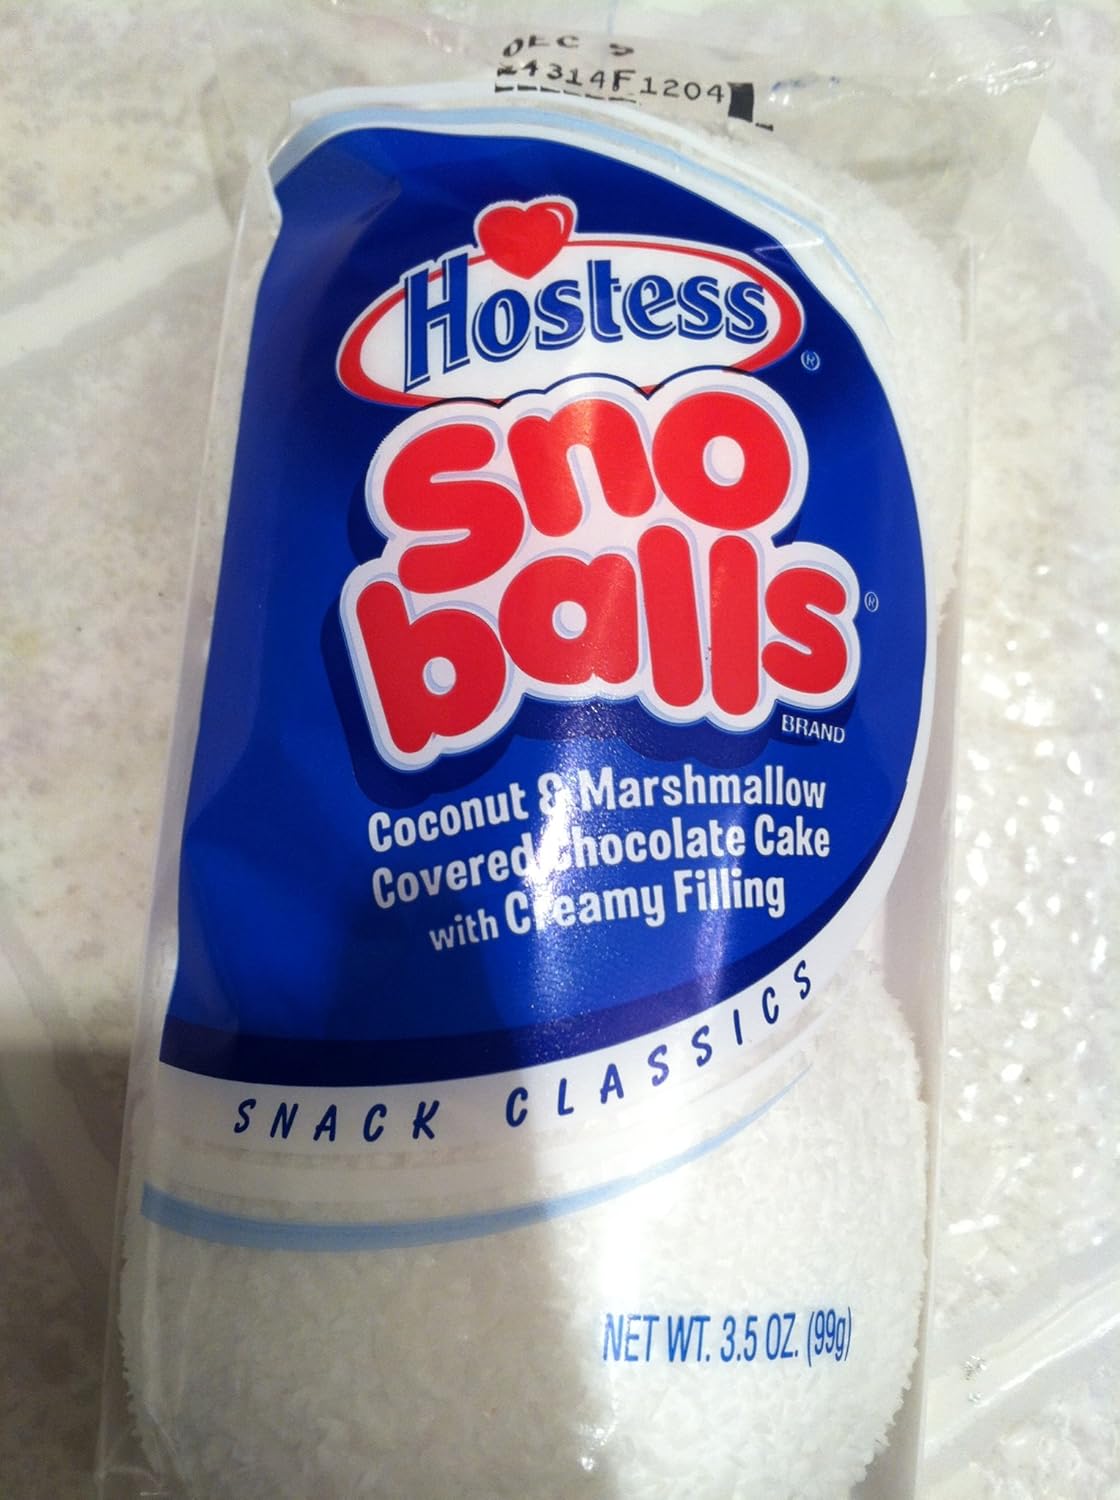 DEC 5
24314F1204
Hostess®
sno
balls®
BRAND
Coconut & Marshmallow
Covered Chocolate Cake
with Creamy Filling
SNACK CLASSICS
NET WT. 3.5 OZ. (99g)